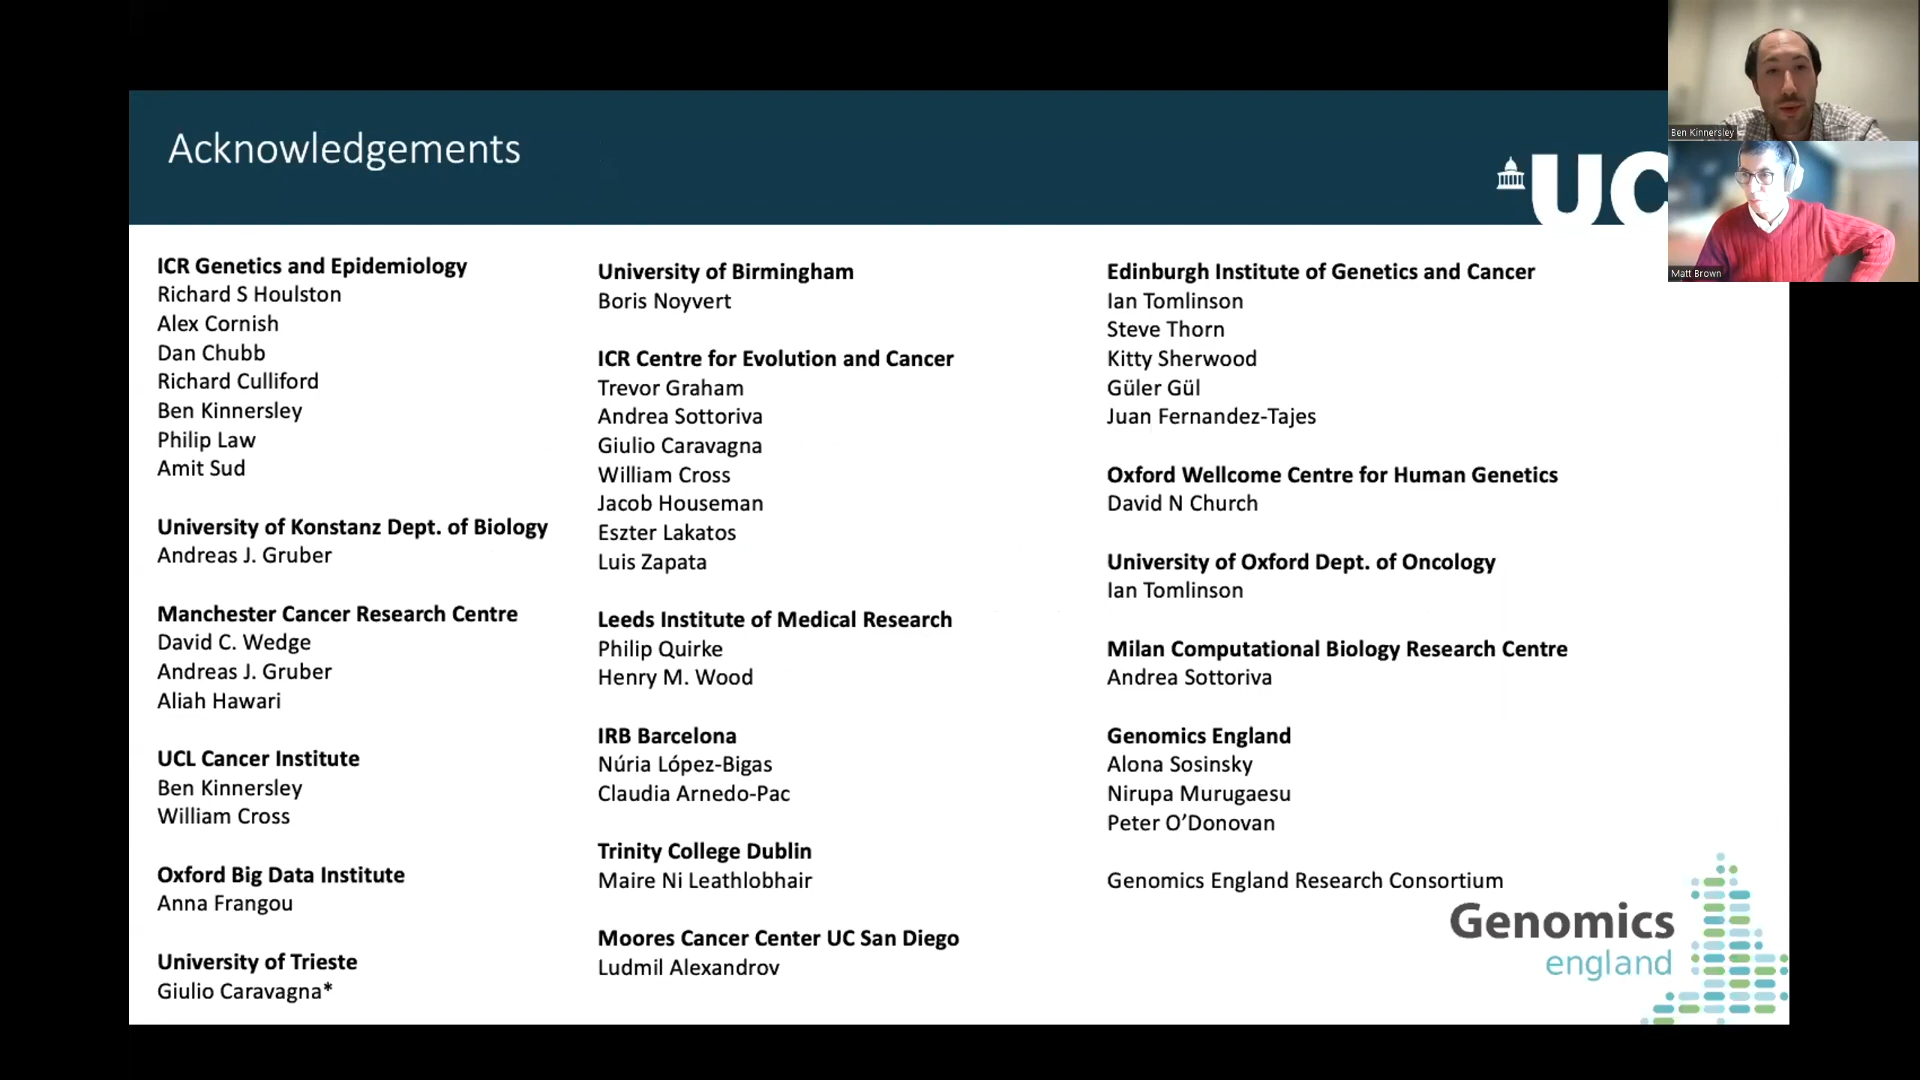 Acknowledgements
UC
Ben Kinnersley
Matt Brown
ICR Genetics and Epidemiology
Richard S Houlston
Alex Cornish
Dan Chubb
Richard Culliford
Ben Kinnersley
Philip Law
Amit Sud
University of Konstanz Dept. of Biology
Andreas J. Gruber
Manchester Cancer Research Centre
David C. Wedge
Andreas J. Gruber
Aliah Hawari
UCL Cancer Institute
Ben Kinnersley
William Cross
Oxford Big Data Institute
Anna Frangou
University of Trieste
Giulio Caravagna*
University of Birmingham
Boris Noyvert
ICR Centre for Evolution and Cancer
Trevor Graham
Andrea Sottoriva
Giulio Caravagna
William Cross
Jacob Houseman
Eszter Lakatos
Luis Zapata
Leeds Institute of Medical Research
Philip Quirke
Henry M. Wood
IRB Barcelona
Núria López-Bigas
Claudia Arnedo-Pac
Trinity College Dublin
Maire Ni Leathlobhair
Moores Cancer Center UC San Diego
Ludmil Alexandrov
Edinburgh Institute of Genetics and Cancer
Ian Tomlinson
Steve Thorn
Kitty Sherwood
Güler Gül
Juan Fernandez-Tajes
Oxford Wellcome Centre for Human Genetics
David N Church
University of Oxford Dept. of Oncology
Ian Tomlinson
Milan Computational Biology Research Centre
Andrea Sottoriva
Genomics England
Alona Sosinsky
Nirupa Murugaesu
Peter O’Donovan
Genomics England Research Consortium
Genomics
england